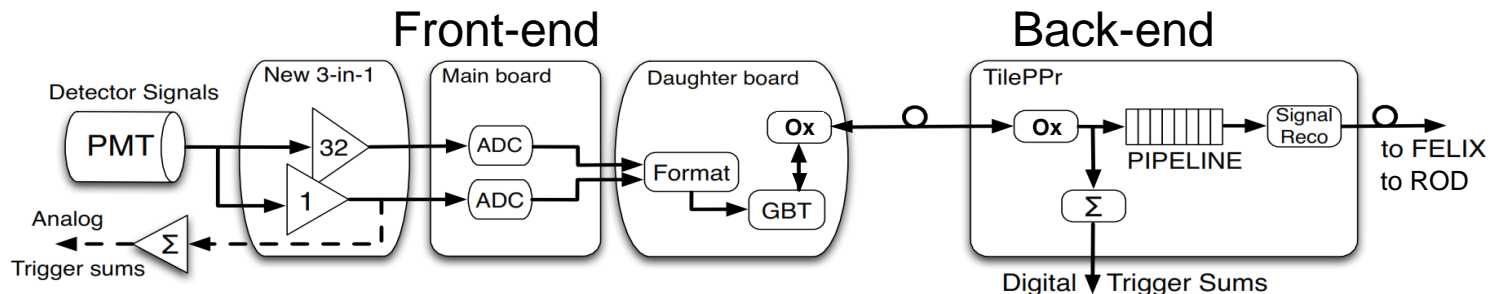 Front-end
Back-end
Detector Signals
PMT
New 3-in-1
32
1
Analog
Σ
Trigger sums
Main board
ADC
ADC
Daughter board
Ox
Format
GBT
TilePPr
Ox
PIPELINE
Signal
Reco
Σ
Digital Trigger Sums
to FELIX
to ROD